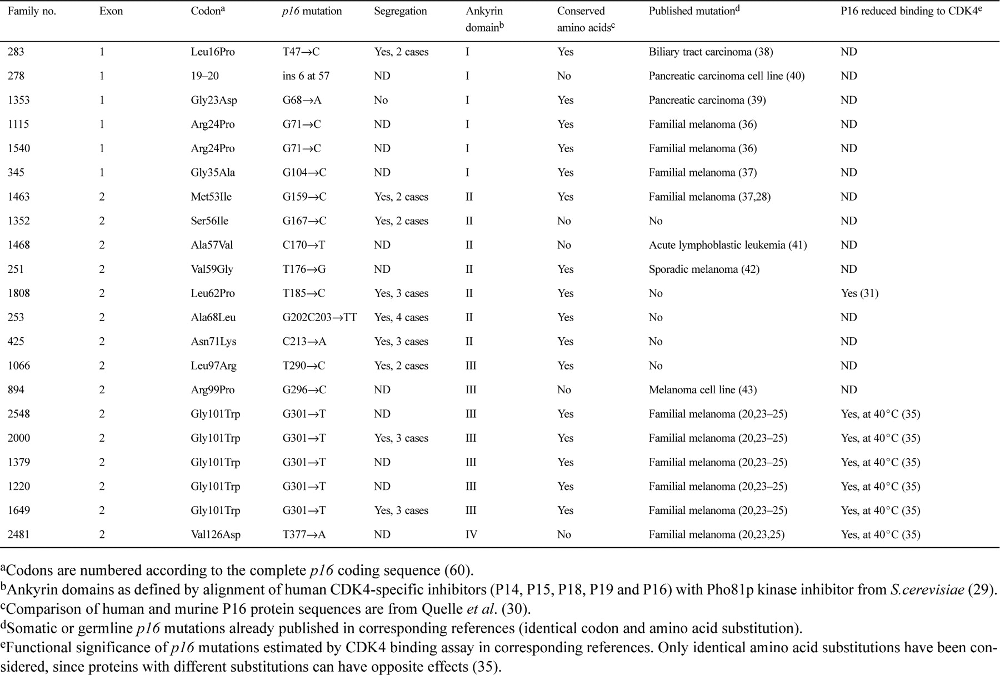 Family no. Exon Codona p16 mutation Segregation Ankyrin domainb Conserved amino acidsc Published mutationd P16 reduced binding to CDK4e
283 1 Leu16Pro T47→C Yes, 2 cases I Yes Biliary tract carcinoma (38) ND
278 1 19–20 ins 6 at 57 ND I No Pancreatic carcinoma cell line (40) ND
1353 1 Gly23Asp G68→A No I Yes Pancreatic carcinoma (39) ND
1115 1 Arg24Pro G71→C ND I Yes Familial melanoma (36) ND
1540 1 Arg24Pro G71→C ND I Yes Familial melanoma (36) ND
345 1 Gly35Ala G104→C ND I Yes Familial melanoma (37) ND
1463 2 Met53Ile G159→C Yes, 2 cases II Yes Familial melanoma (37,28) ND
1352 2 Ser56Ile G167→C Yes, 2 cases II No No ND
1468 2 Ala57Val C170→T ND II No Acute lymphoblastic leukemia (41) ND
251 2 Val59Gly T176→G ND II Yes Sporadic melanoma (42) ND
1808 2 Leu62Pro T185→C Yes, 3 cases II Yes No Yes (31)
253 2 Ala68Leu G202C203→TT Yes, 4 cases II Yes No ND
425 2 Asn71Lys C213→A Yes, 3 cases II Yes No ND
1066 2 Leu97Arg T290→C Yes, 2 cases III Yes No ND
894 2 Arg99Pro G296→C ND III No Melanoma cell line (43) ND
2548 2 Gly101Trp G301→T ND III Yes Familial melanoma (20,23–25) Yes, at 40°C (35)
2000 2 Gly101Trp G301→T Yes, 3 cases III Yes Familial melanoma (20,23–25) Yes, at 40°C (35)
1379 2 Gly101Trp G301→T ND III Yes Familial melanoma (20,23–25) Yes, at 40°C (35)
1220 2 Gly101Trp G301→T ND III Yes Familial melanoma (20,23–25) Yes, at 40°C (35)
1649 2 Gly101Trp G301→T Yes, 3 cases III Yes Familial melanoma (20,23–25) Yes, at 40°C (35)
2481 2 Val126Asp T377→A ND IV No Familial melanoma (20,23,25) Yes, at 40°C (35)
aCodons are numbered according to the complete p16 coding sequence (60).
bAnkyrin domains as defined by alignment of human CDK4-specific inhibitors (P14, P15, P18, P19 and P16) with Pho81p kinase inhibitor from S.cerevisiae (29).
cComparison of human and murine P16 protein sequences are from Quelle et al. (30).
dSomatic or germline p16 mutations already published in corresponding references (identical codon and amino acid substitution).
eFunctional significance of p16 mutations estimated by CDK4 binding assay in corresponding references. Only identical amino acid substitutions have been con-
sidered, since proteins with different substitutions can have opposite effects (35).